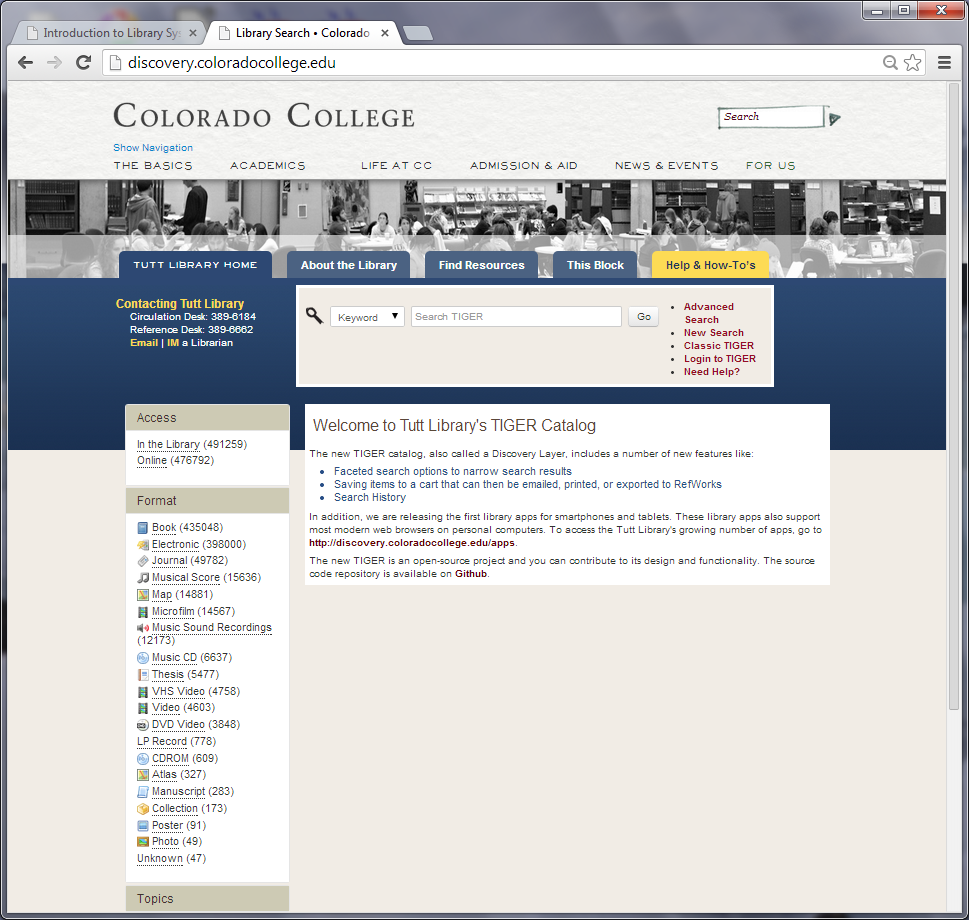 Introduction to Library Sy
Library Search • Colorado
discovery.coloradocollege.edu
COLORADO COLLEGE
Search
Show Navigation
THE BASICS ACADEMICS LIFE AT CC ADMISSION & AID NEWS & EVENTS FOR US
TUTT LIBRARY HOME About the Library Find Resources This Block Help & How-To's
Contacting Tutt Library
Circulation Desk: 389-6184
Reference Desk: 389-6662
Email | IM a Librarian
Keyword Search TIGER Go
Advanced
Search
New Search
Classic TIGER
Login to TIGER
Need Help?
Access
In the Library (491259)
Online (476792)
Format
Book (435048)
Electronic (398000)
Journal (49782)
Musical Score (15636)
Map (14881)
Microfilm (14567)
Music Sound Recordings
(12173)
Music CD (6637)
Thesis (5477)
VHS Video (4758)
Video (4603)
DVD Video (3848)
LP Record (778)
CDROM (609)
Atlas (327)
Manuscript (283)
Collection (173)
Poster (91)
Photo (49)
Unknown (47)
Topics
Welcome to Tutt Library's TIGER Catalog
The new TIGER catalog, also called a Discovery Layer, includes a number of new features like:
Faceted search options to narrow search results
Saving items to a cart that can then be emailed, printed, or exported to RefWorks
Search History
In addition, we are releasing the first library apps for smartphones and tablets. These library apps also support
most modern web browsers on personal computers. To access the Tutt Library's growing number of apps, go to
http://discovery.coloradocollege.edu/apps.
The new TIGER is an open-source project and you can contribute to its design and functionality. The source
code repository is available on Github.